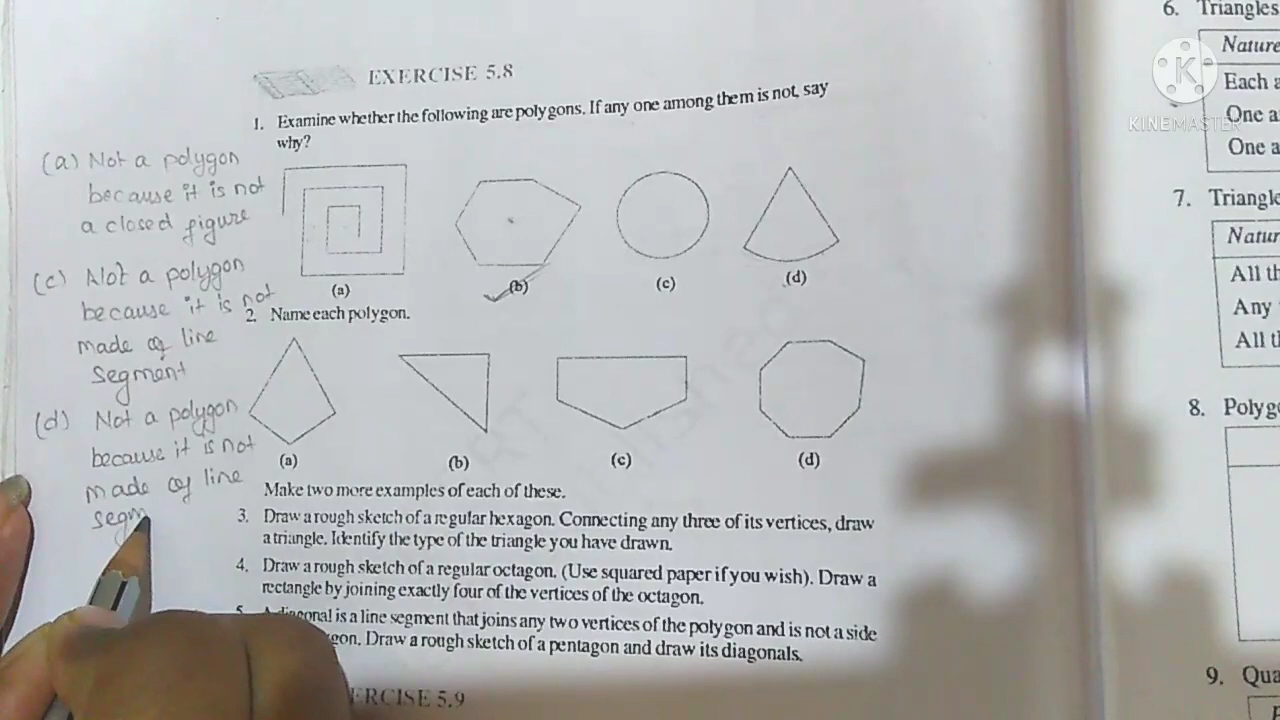 EXERCISE 5.8
1. Examine whether the following are polygons. If any one among them is not, say
why?
(a) Not a polygon
because it is not
a closed figure
(c) Not a polygon
because it is not
made of line
segment
(d) Not a polygon
because it is not
made of line
segm
(a)
(b)
(c)
(d)
2. Name each polygon.
(a)
(b)
(c)
(d)
Make two more examples of each of these.
3. Draw a rough sketch of a regular hexagon. Connecting any three of its vertices, draw
a triangle. Identify the type of the triangle you have drawn.
4. Draw a rough sketch of a regular octagon. (Use squared paper if you wish). Draw a
rectangle by joining exactly four of the vertices of the octagon.
5. A diagonal is a line segment that joins any two vertices of the polygon and is not a side
gon. Draw a rough sketch of a pentagon and draw its diagonals.
ERCISE 5.9
6. Triangles
Nature
Each a
One a
One a
7. Triangle
Natur
All th
Any
All t
8. Polyg
9. Qua
K
KINEMASTER